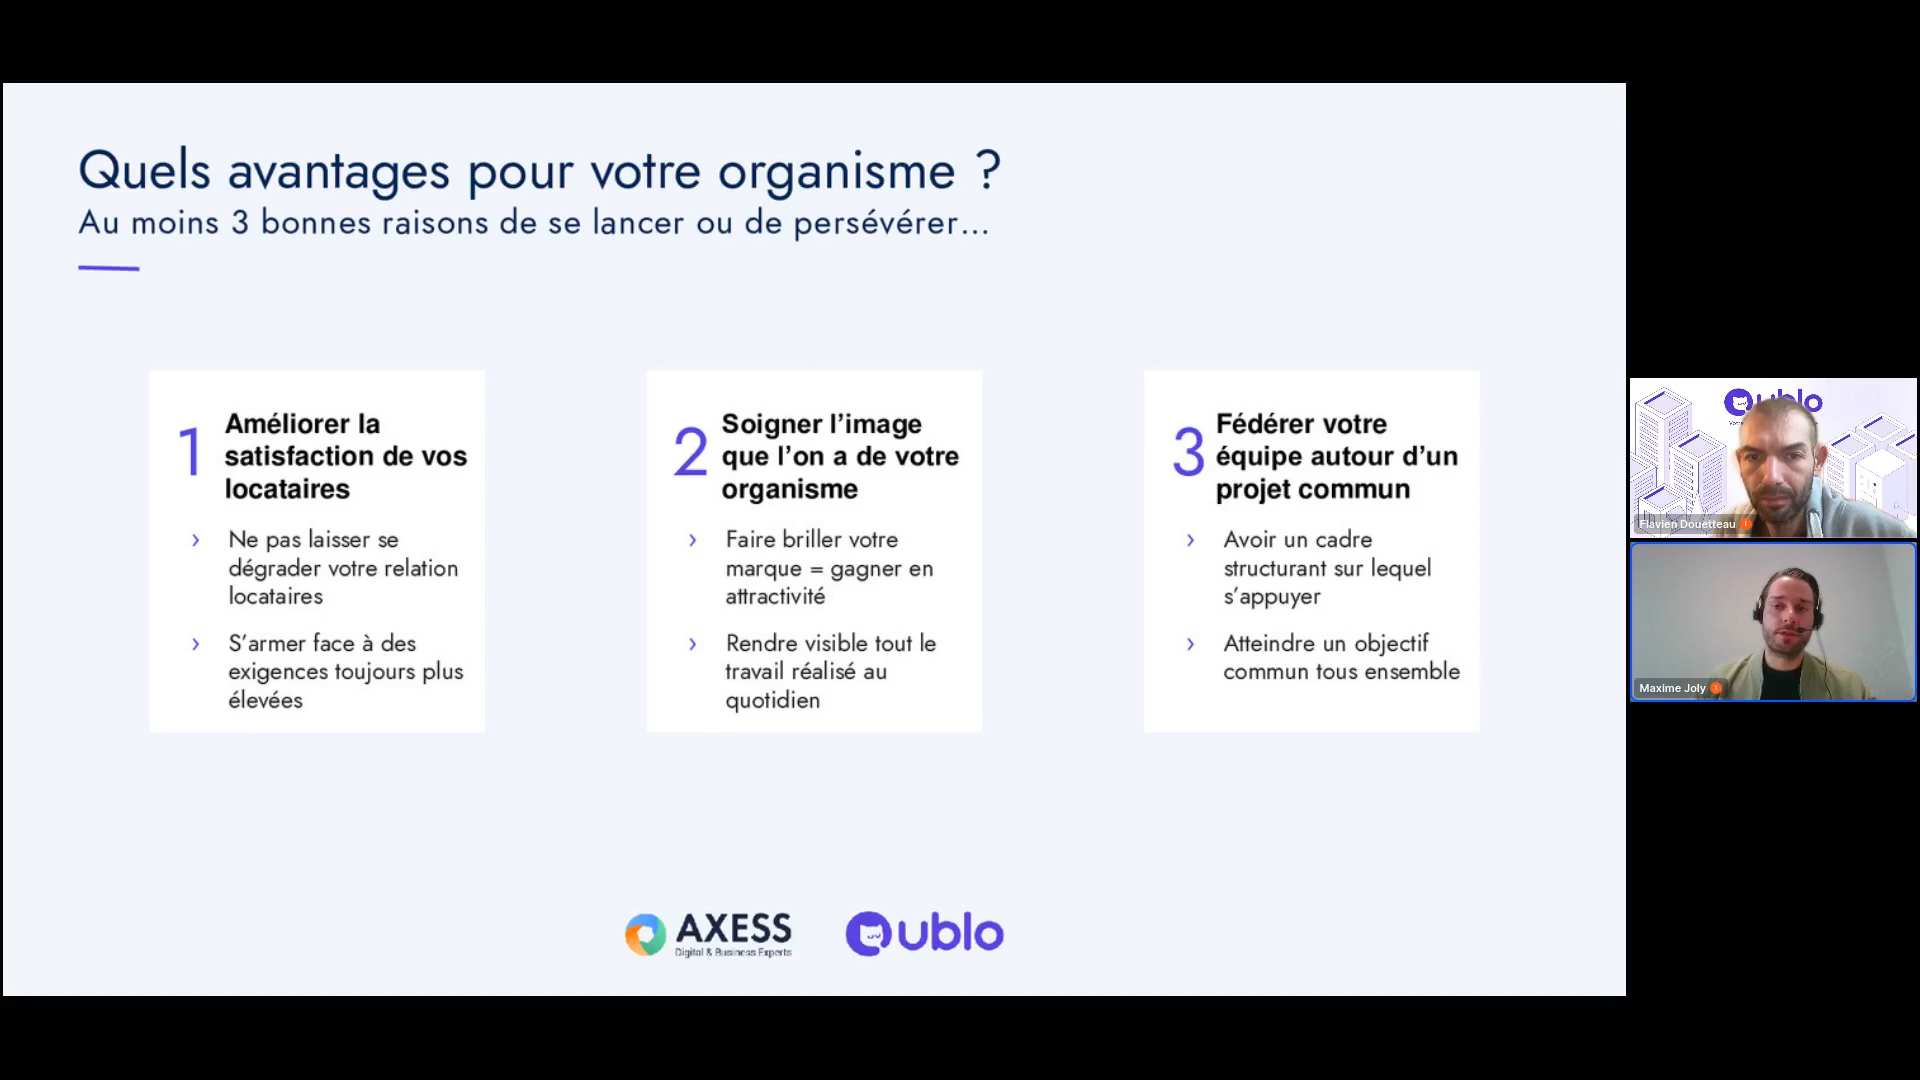 Quels avantages pour votre organisme ?
Au moins 3 bonnes raisons de se lancer ou de persévérer...
1
Améliorer la
satisfaction de vos
locataires
› Ne pas laisser se
dégrader votre relation
locataires
› S’armer face à des
exigences toujours plus
élevées
2
Soigner l’image
que l’on a de votre
organisme
› Faire briller votre
marque = gagner en
attractivité
› Rendre visible tout le
travail réalisé au
quotidien
3
Fédérer votre
équipe autour d’un
projet commun
› Avoir un cadre
structurant sur lequel
s’appuyer
› Atteindre un objectif
commun tous ensemble
AXESS
Digital & Business Experts
ublo
ublo
Flavien Douetteau
Maxime Joly